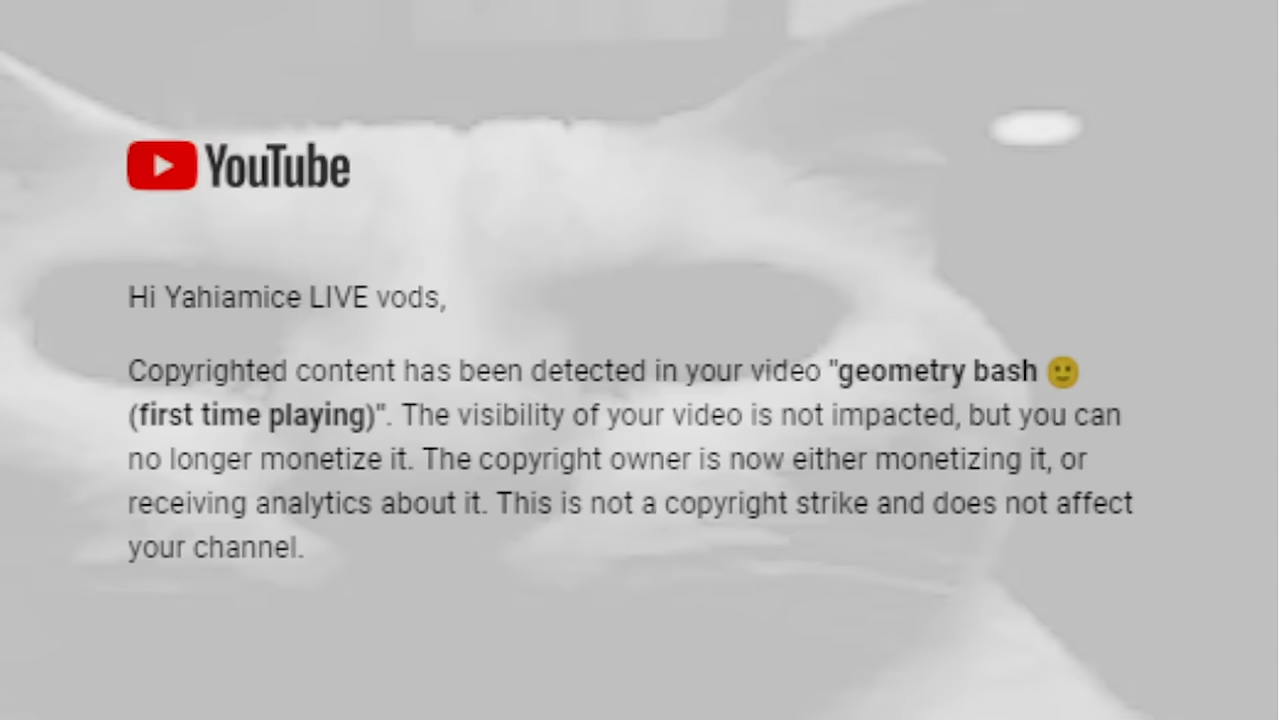 YouTube
Hi Yahiamice LIVE vods,
Copyrighted content has been detected in your video "geometry bash 🙂
(first time playing)". The visibility of your video is not impacted, but you can
no longer monetize it. The copyright owner is now either monetizing it, or
receiving analytics about it. This is not a copyright strike and does not affect
your channel.